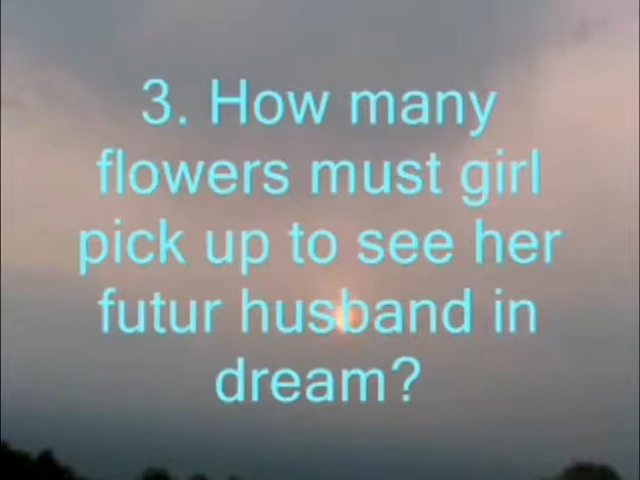 3. How many
flowers must girl
pick up to see her
futur husband in
dream?